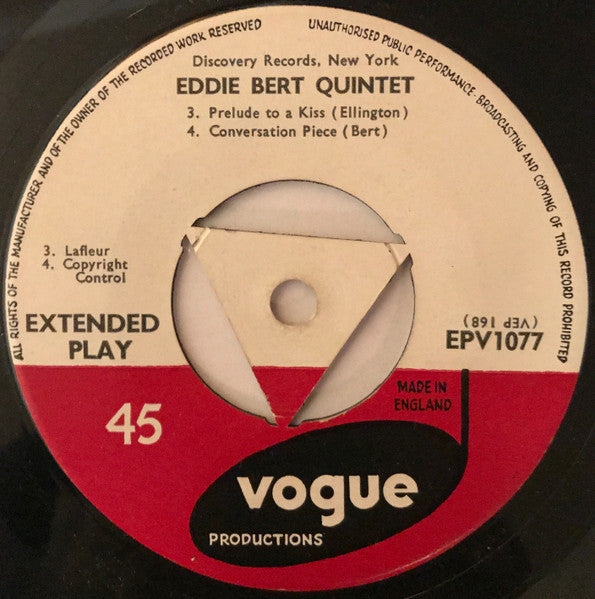 ALL RIGHTS OF THE MANUFACTURER AND OF THE OWNER OF THE RECORDED WORK RESERVED
UNAUTHORISED PUBLIC PERFORMANCE · BROADCASTING AND COPYING OF THIS RECORD PROHIBITED
Discovery Records, New York
EDDIE BERT QUINTET
3. Prelude to a Kiss (Ellington)
4. Conversation Piece (Bert)
3. Lafleur
4. Copyright
Control
EXTENDED
PLAY
(VEP 168)
EPV1077
45
MADE IN
ENGLAND
vogue
PRODUCTIONS